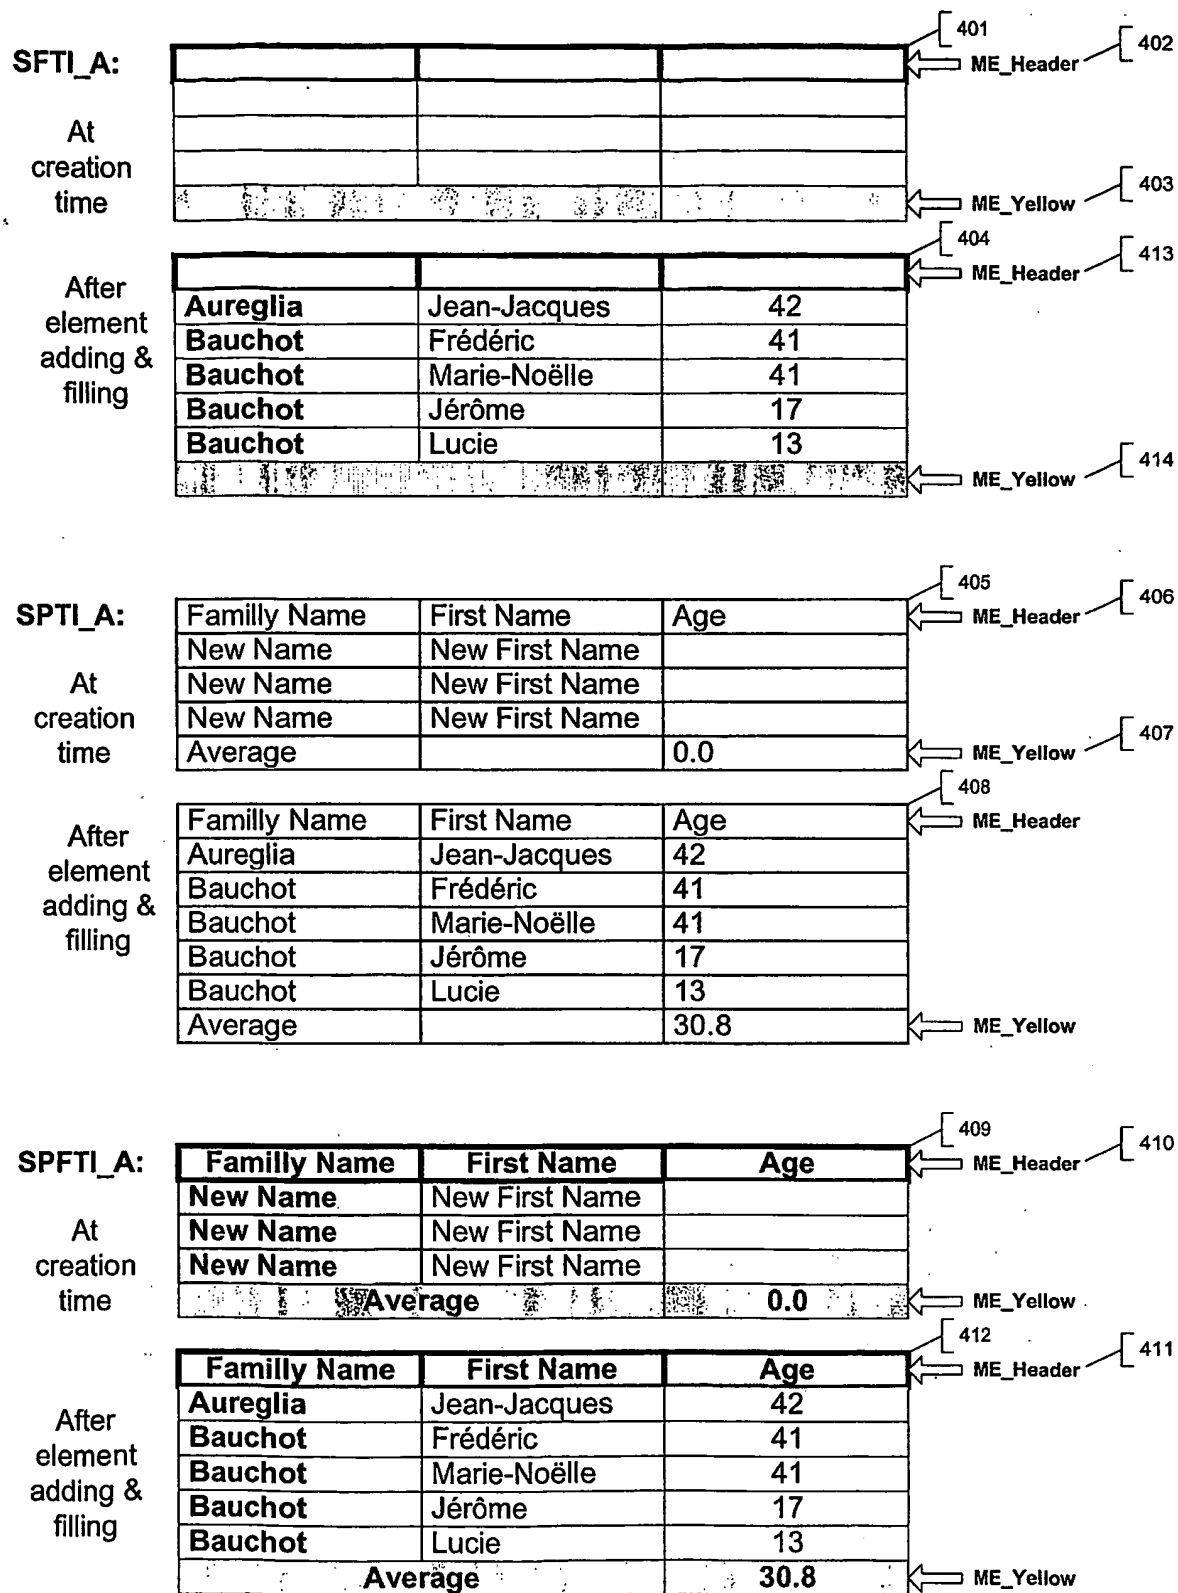 401
SFTI_A: ME_Header 402
At
creation
time
403
ME_Yellow
404
ME_Header 413
After
element
adding &
filling
Aureglia Jean-Jacques 42
Bauchot Frédéric 41
Bauchot Marie-Noëlle 41
Bauchot Jérôme 17
Bauchot Lucie 13
ME_Yellow 414
405
SPTI_A: Familly Name First Name Age ME_Header 406
At
creation
time
New Name New First Name
New Name New First Name
New Name New First Name
Average 0.0 ME_Yellow 407
408
After
element
adding &
filling
Familly Name First Name Age ME_Header
Aureglia Jean-Jacques 42
Bauchot Frédéric 41
Bauchot Marie-Noëlle 41
Bauchot Jérôme 17
Bauchot Lucie 13
Average 30.8 ME_Yellow
409
SPFTI_A: Familly Name First Name Age ME_Header 410
At
creation
time
New Name New First Name
New Name New First Name
New Name New First Name
Average 0.0 ME_Yellow
412
Familly Name First Name Age ME_Header 411
After
element
adding &
filling
Aureglia Jean-Jacques 42
Bauchot Frédéric 41
Bauchot Marie-Noëlle 41
Bauchot Jérôme 17
Bauchot Lucie 13
Average 30.8 ME_Yellow